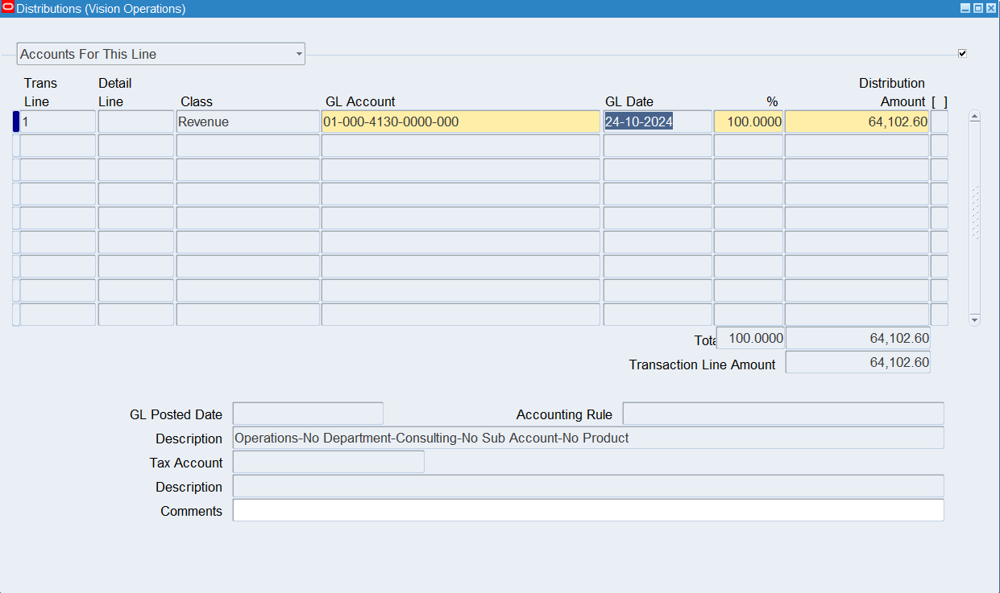 Distributions (Vision Operations)
Accounts For This Line
Trans Detail Distribution
Line Line Class GL Account GL Date % Amount [ ]
1 Revenue 01-000-4130-0000-000 24-10-2024 100.0000 64,102.60
Tota 100.0000 64,102.60
Transaction Line Amount 64,102.60
GL Posted Date Accounting Rule
Description Operations-No Department-Consulting-No Sub Account-No Product
Tax Account
Description
Comments